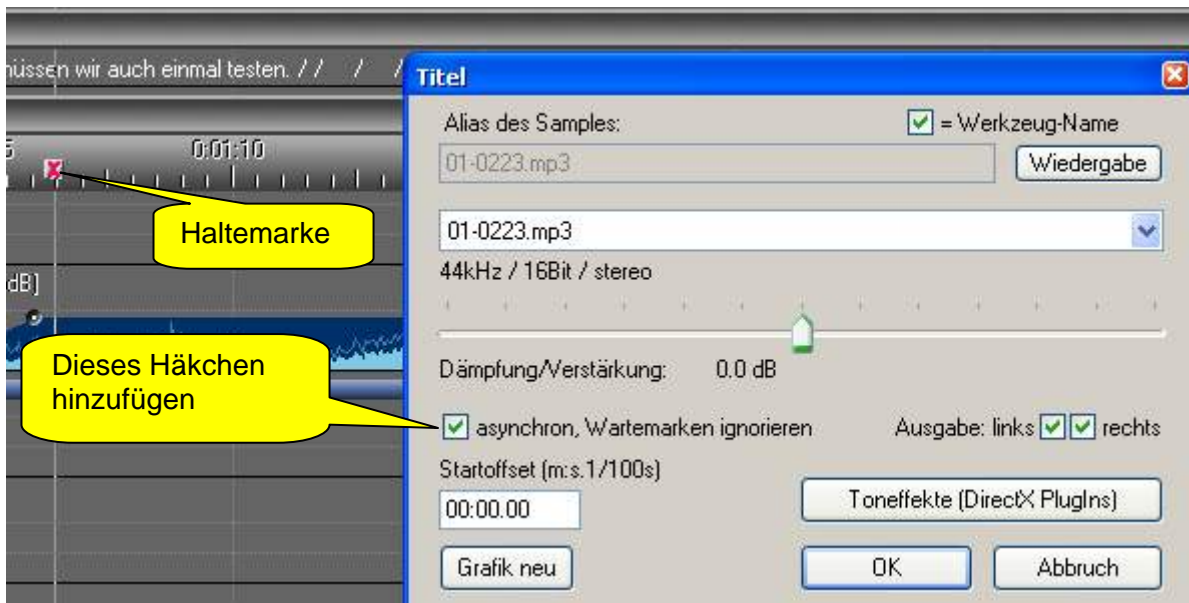 müssen wir auch einmal testen. / /  /  /
0:01:10
Haltemarke
dB]
Dieses Häkchen
hinzufügen
Titel
Alias des Samples:
= Werkzeug-Name
01-0223.mp3
Wiedergabe
01-0223.mp3
44kHz / 16Bit / stereo
Dämpfung/Verstärkung: 0.0 dB
asynchron, Wartemarken ignorieren
Ausgabe: links rechts
Startoffset (m:s.1/100s)
00:00.00
Toneffekte (DirectX PlugIns)
Grafik neu
OK
Abbruch